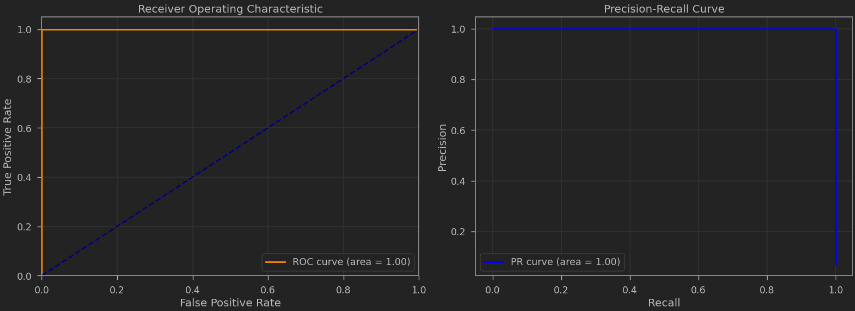 Receiver Operating Characteristic
1.0
0.8
0.6
0.4
0.2
0.0
True Positive Rate
0.0 0.2 0.4 0.6 0.8 1.0
False Positive Rate
ROC curve (area = 1.00)
Precision-Recall Curve
1.0
0.8
0.6
0.4
0.2
Precision
0.0 0.2 0.4 0.6 0.8 1.0
Recall
PR curve (area = 1.00)